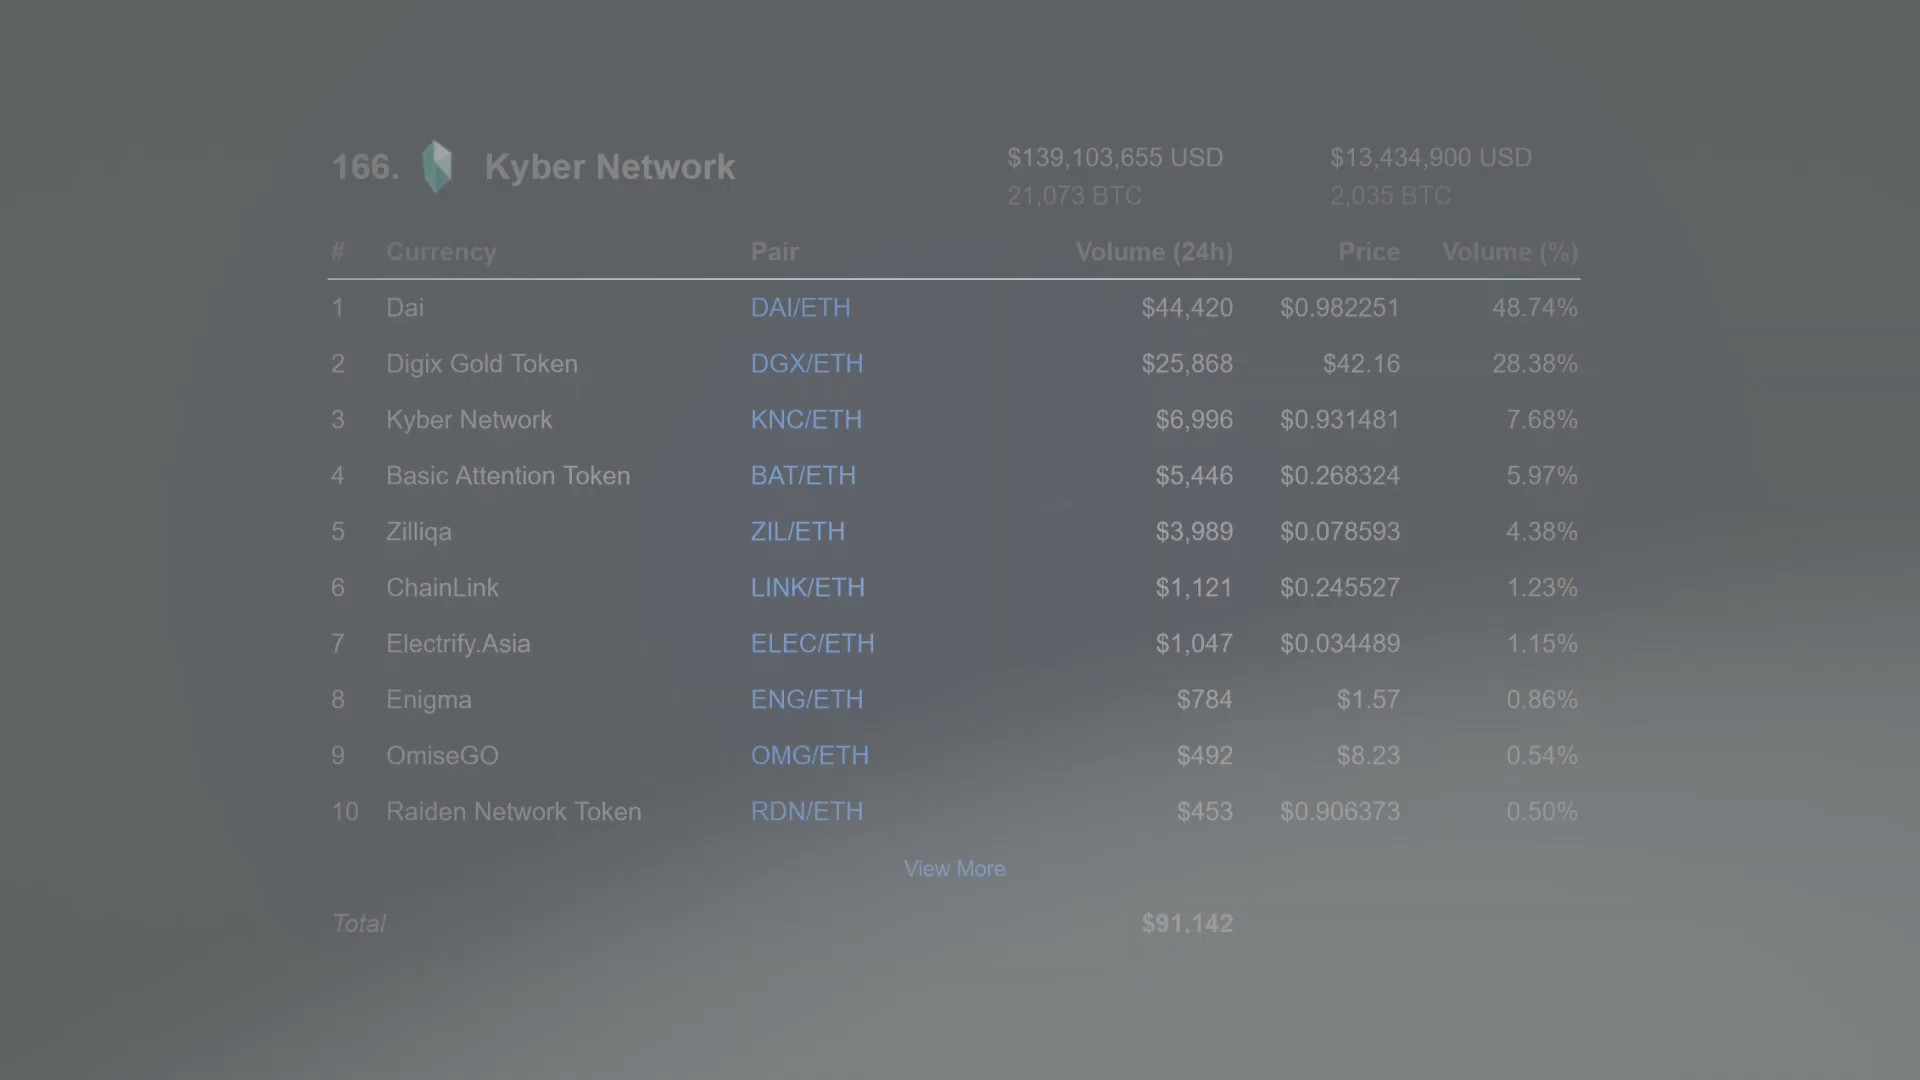 166. Kyber Network $139,103,655 USD $13,434,900 USD
21,073 BTC 2,035 BTC
# Currency Pair Volume (24h) Price Volume (%)
1 Dai DAI/ETH $44,420 $0.982251 48.74%
2 Digix Gold Token DGX/ETH $25,868 $42.16 28.38%
3 Kyber Network KNC/ETH $6,996 $0.931481 7.68%
4 Basic Attention Token BAT/ETH $5,446 $0.268324 5.97%
5 Zilliqa ZIL/ETH $3,989 $0.078593 4.38%
6 ChainLink LINK/ETH $1,121 $0.245527 1.23%
7 Electrify.Asia ELEC/ETH $1,047 $0.034489 1.15%
8 Enigma ENG/ETH $784 $1.57 0.86%
9 OmiseGO OMG/ETH $492 $8.23 0.54%
10 Raiden Network Token RDN/ETH $453 $0.906373 0.50%
View More
Total $91,142